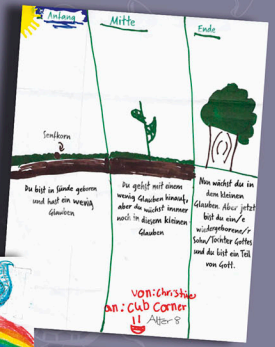 Anfang
Mitte
Ende
Senfkorn
Du bist in Sünde geboren
und hast ein wenig
Glauben
Du gehst mit einem
wenig Glauben hinauf,
aber du wächst immer
noch in diesem kleinen
Glauben
Nun wächst du in
dem kleinen
Glauben. Aber jetzt
bist du ein/e
wiedergeborene/r
Sohn/Tochter Gottes
und du bist ein Teil
von Gott.
von: christie
an: CUB CORNER
Alter 8